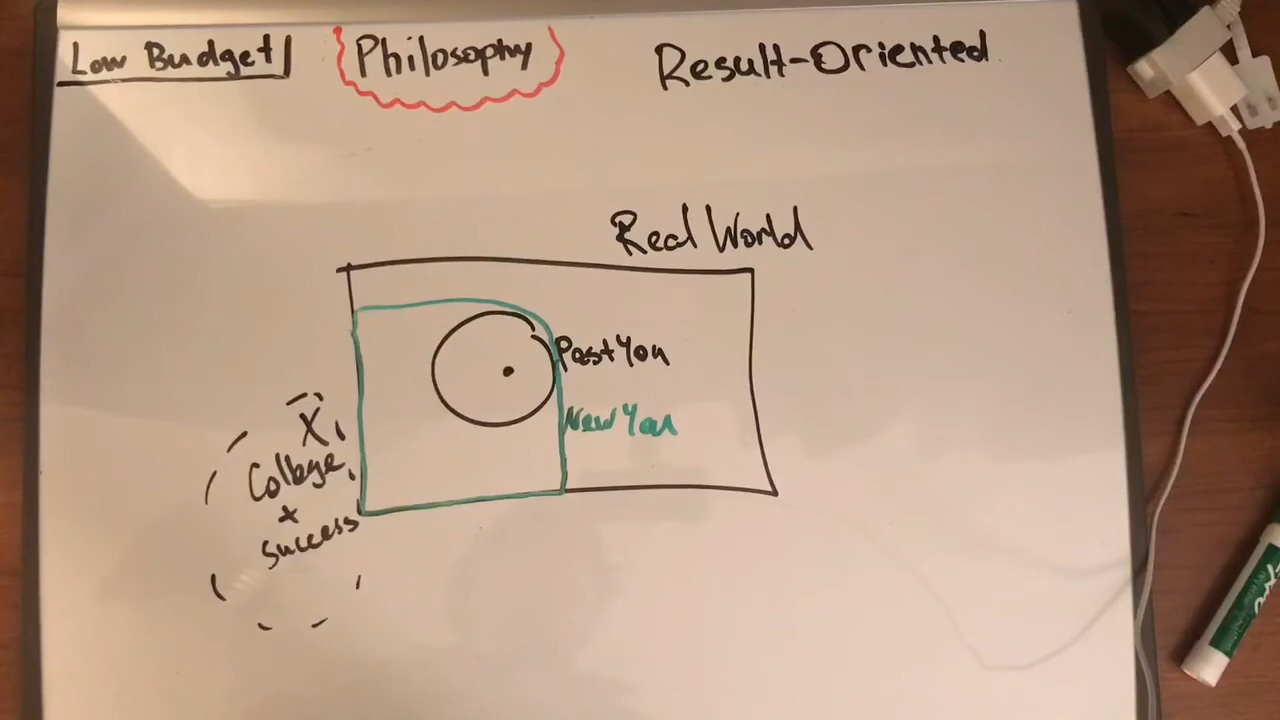 Low Budget Philosophy Result-Oriented
Real World
Past You
New You
X
College
+
success